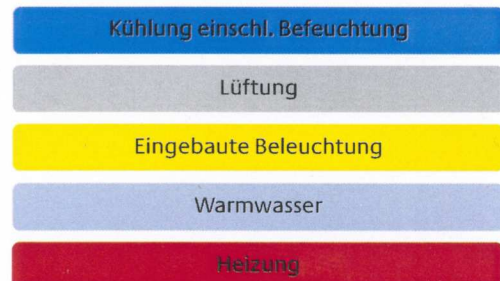 Kühlung einschl. Befeuchtung
Lüftung
Eingebaute Beleuchtung
Warmwasser
Heizung